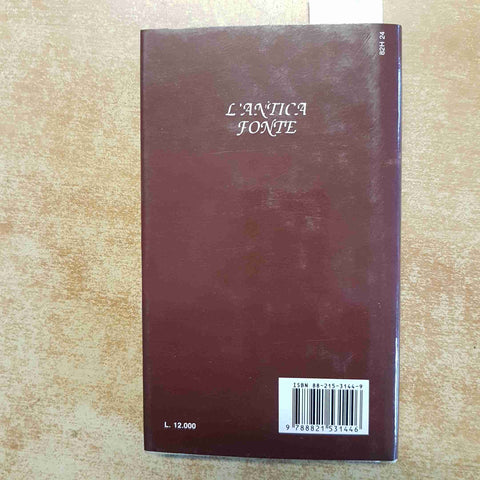 82H 24
L'ANTICA
FONTE
ISBN 88-215-3144-9
9 788821 531446
L. 12.000